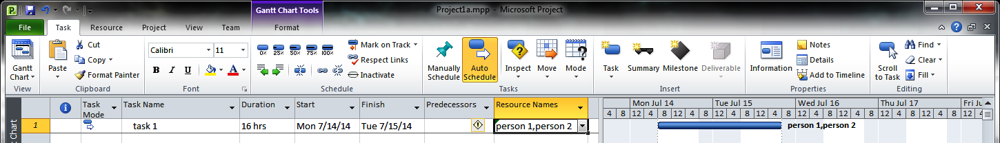 Gantt Chart Tools
Project1a.mpp - Microsoft Project
File Task Resource Project View Team Format
Gantt Chart
View
Paste
Cut
Copy
Format Painter
Clipboard
Calibri 11
B I U A
Font
0% 25% 50% 75% 100%
Mark on Track
Respect Links
Inactivate
Schedule
Manually Schedule
Auto Schedule
Inspect
Move
Mode
Tasks
Task
Summary
Milestone
Deliverable
Insert
Information
Notes
Details
Add to Timeline
Properties
Scroll to Task
Find
Clear
Fill
Editing
Task Mode Task Name Duration Start Finish Predecessors Resource Names
Mon Jul 14 Tue Jul 15 Wed Jul 16 Thu Jul 17 Fri Ju
4 8 12 4 8 12 4 8 12 4 8 12 4 8 12 4 8 12 4 8 12 4 8 12 4
1 task 1 16 hrs Mon 7/14/14 Tue 7/15/14 person 1,person 2
person 1,person 2
Chart